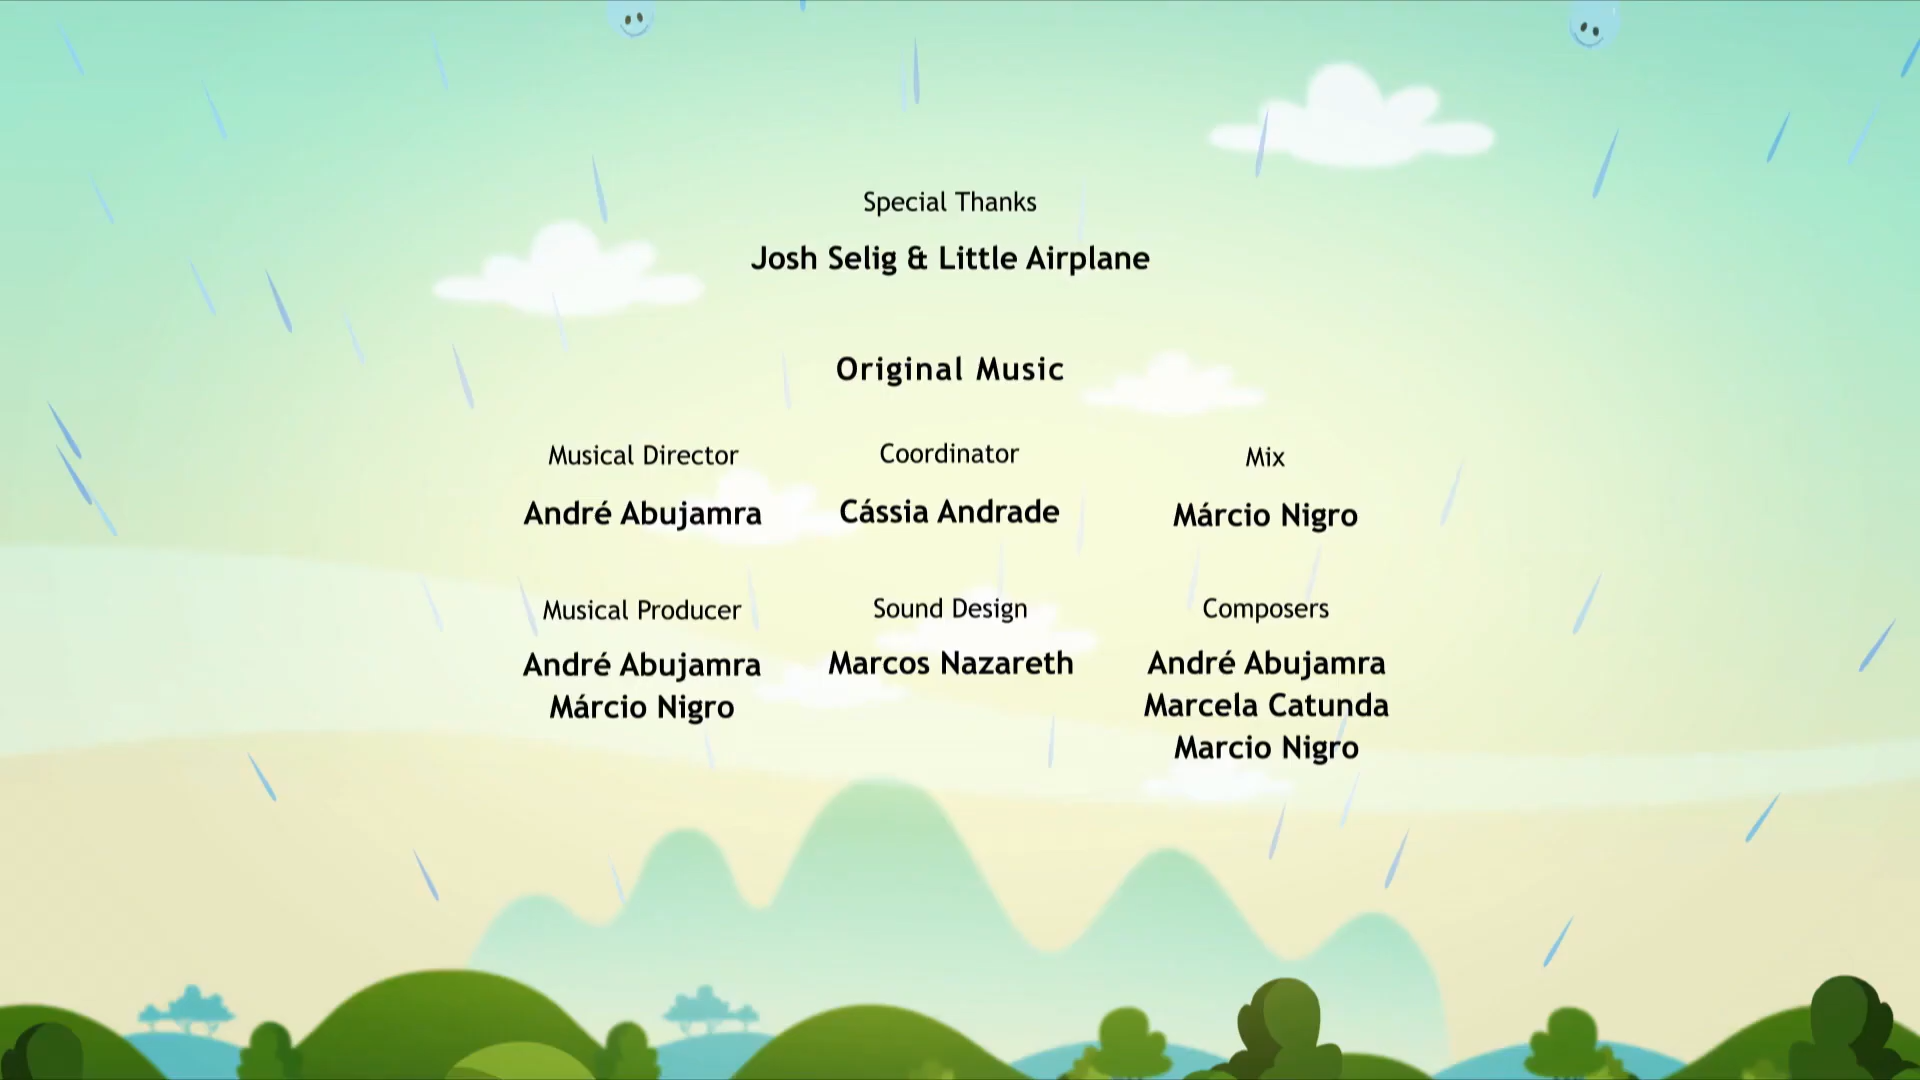 Special Thanks
Josh Selig & Little Airplane
Original Music
Musical Director
André Abujamra
Coordinator
Cássia Andrade
Mix
Márcio Nigro
Musical Producer
André Abujamra
Márcio Nigro
Sound Design
Marcos Nazareth
Composers
André Abujamra
Marcela Catunda
Marcio Nigro